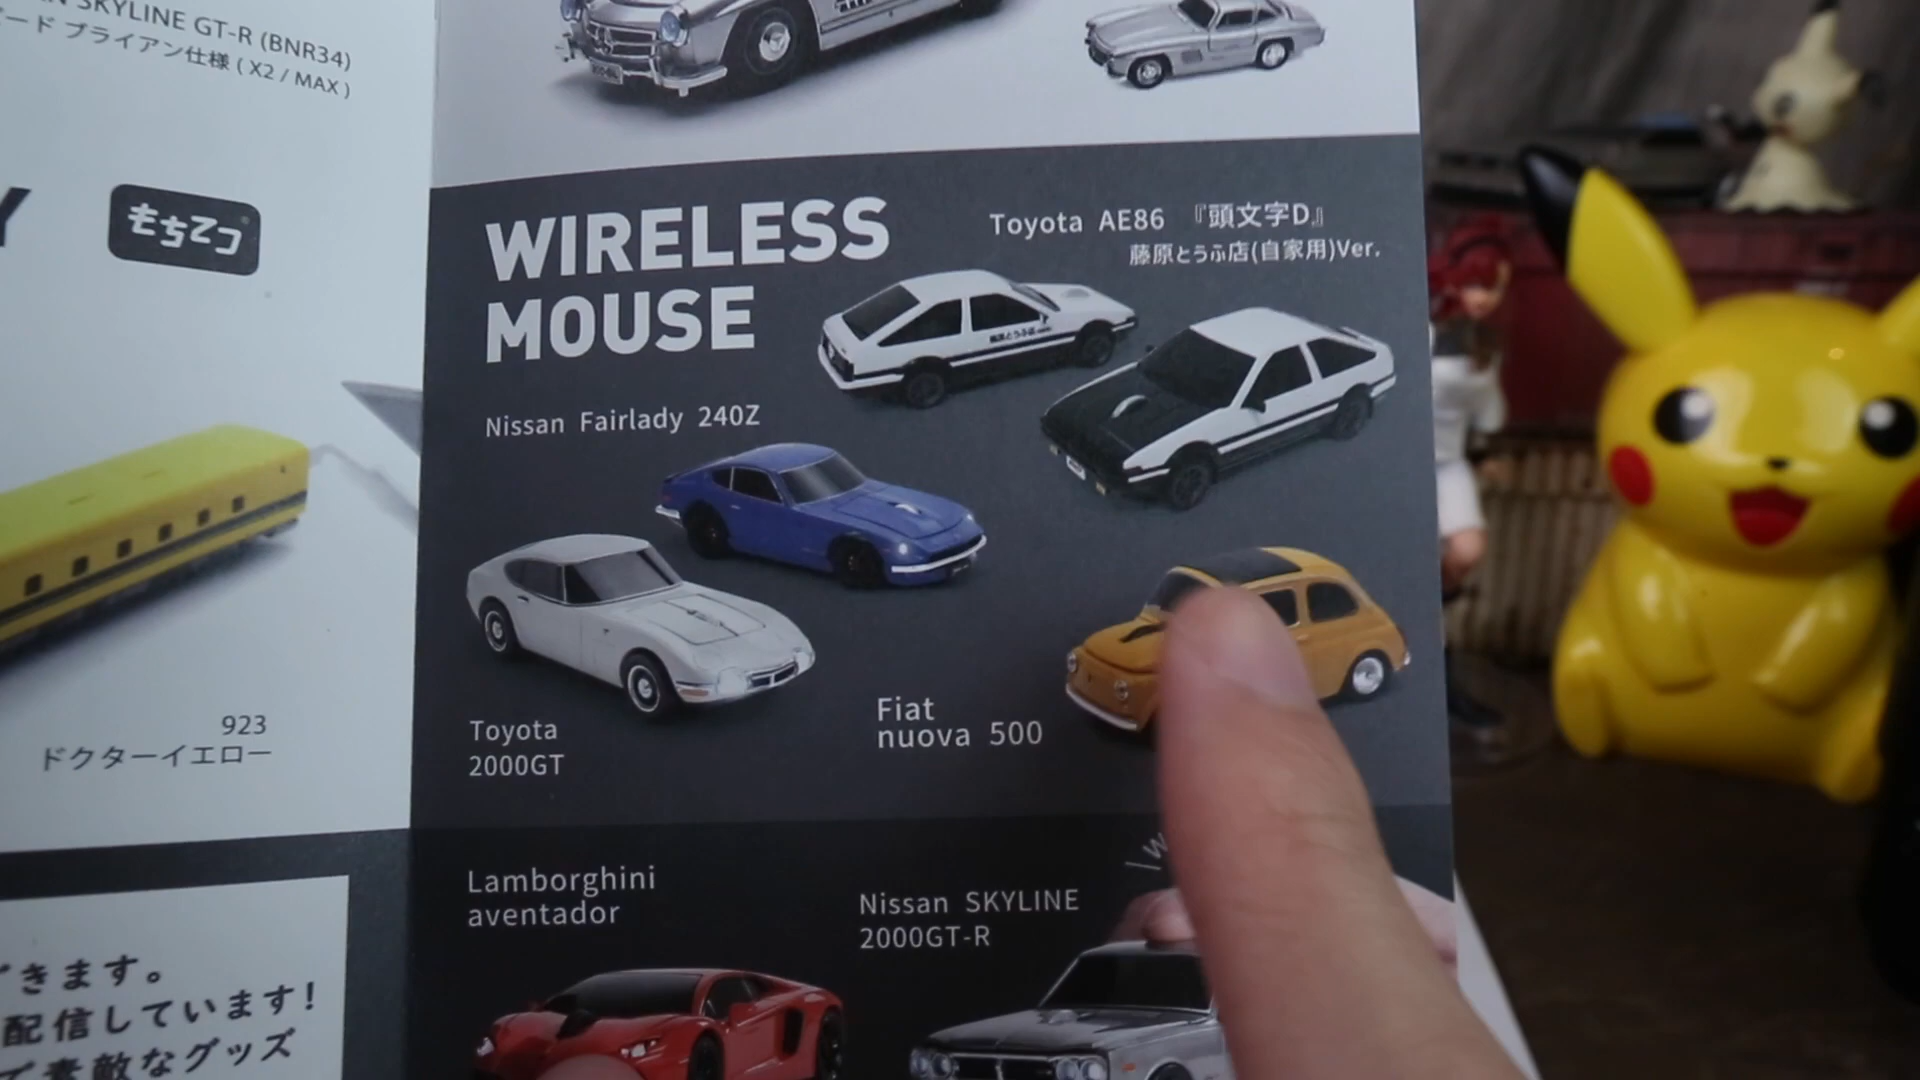 SKYLINE GT-R (BNR34)
ード ブライアン仕様 ( X2 / MAX )
もちてつ
923
ドクターイエロー
きます。
配信しています!
素敵なグッズ
WIRELESS
MOUSE
Toyota AE86 『頭文字D』
藤原とうふ店(自家用)Ver.
Nissan Fairlady 240Z
Toyota
2000GT
Fiat
nuova 500
Lamborghini
aventador
Nissan SKYLINE
2000GT-R